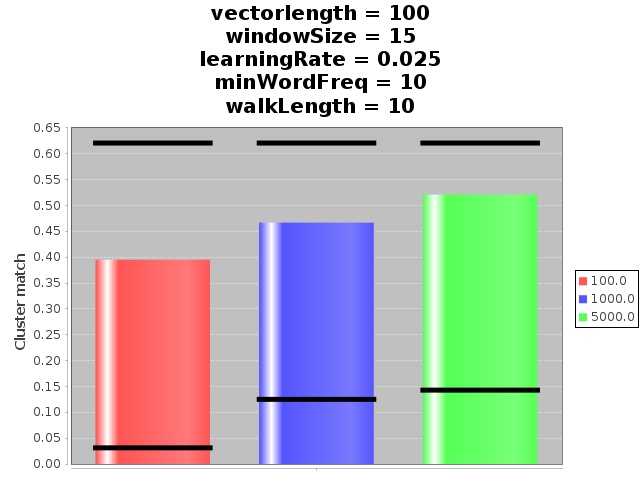 vectorlength = 100
windowSize = 15
learningRate = 0.025
minWordFreq = 10
walkLength = 10
Cluster match
0.65
0.60
0.55
0.50
0.45
0.40
0.35
0.30
0.25
0.20
0.15
0.10
0.05
0.00
100.0
1000.0
5000.0